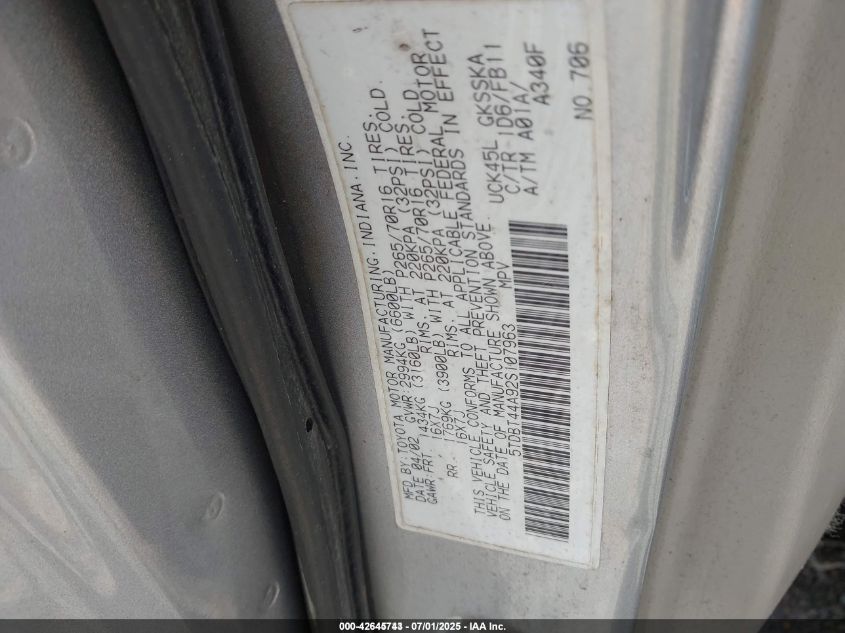 MFD BY: TOYOTA MOTOR MANUFACTURING, INDIANA. INC.
DATE 04/02 GVWR 2994KG (6600LB)
GAWR FRT. 1434KG (3160LB) WITH P265/70R16 TIRES.
16X7J RIMS. AT 220KPA (32PSI) COLD
RR. 1769KG (3900LB) WITH P265/70R16 TIRES.
16X7J RIMS. AT 220KPA (32PSI) COLD
THIS VEHICLE CONFORMS TO ALL APPLICABLE FEDERAL MOTOR
VEHICLE SAFETY AND THEFT PREVENTION STANDARDS IN EFFECT
ON THE DATE OF MANUFACTURE SHOWN ABOVE.
5TDBT44A92S107963 MPV
UCK45L GKSSKA
C/TR 1D6/FB11
A/TM A01A/
A340F
NO.706
000-42645743 - 07/01/2025 - IAA Inc.